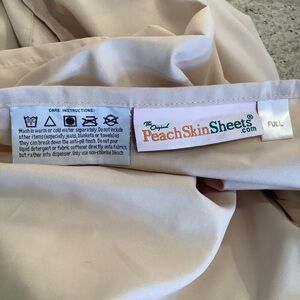 CARE INSTRUCTIONS:
Wash in warm or cold water separately. Do not include
other items (especially jeans, blankets or towels) as
they can break down the anti-pill finish. Do not pour
liquid detergent or fabric softener directly onto fabrics
but rather into dispenser. Only use non-chlorine bleach
The Original
PeachSkinSheets®
.com
FULL